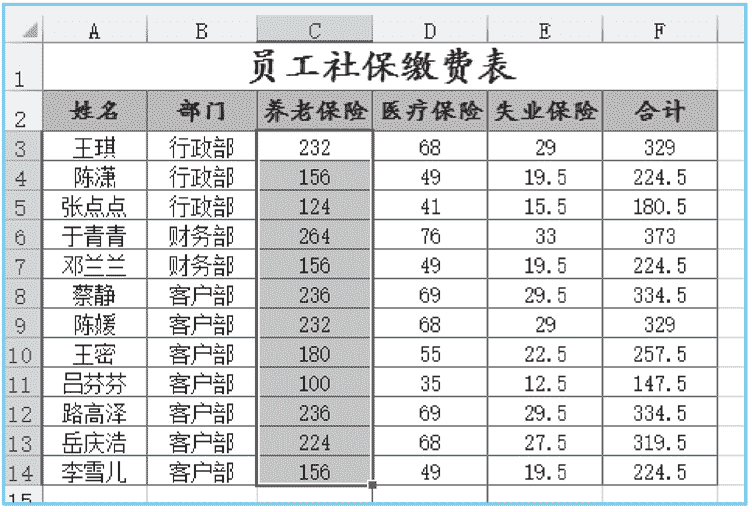 A B C D E F
1 员工社保缴费表
2 姓名 部门 养老保险 医疗保险 失业保险 合计
3 王琪 行政部 232 68 29 329
4 陈潇 行政部 156 49 19.5 224.5
5 张点点 行政部 124 41 15.5 180.5
6 于青青 财务部 264 76 33 373
7 邓兰兰 财务部 156 49 19.5 224.5
8 蔡静 客户部 236 69 29.5 334.5
9 陈媛 客户部 232 68 29 329
10 王密 客户部 180 55 22.5 257.5
11 吕芬芬 客户部 100 35 12.5 147.5
12 路高泽 客户部 236 69 29.5 334.5
13 岳庆浩 客户部 224 68 27.5 319.5
14 李雪儿 客户部 156 49 19.5 224.5
15